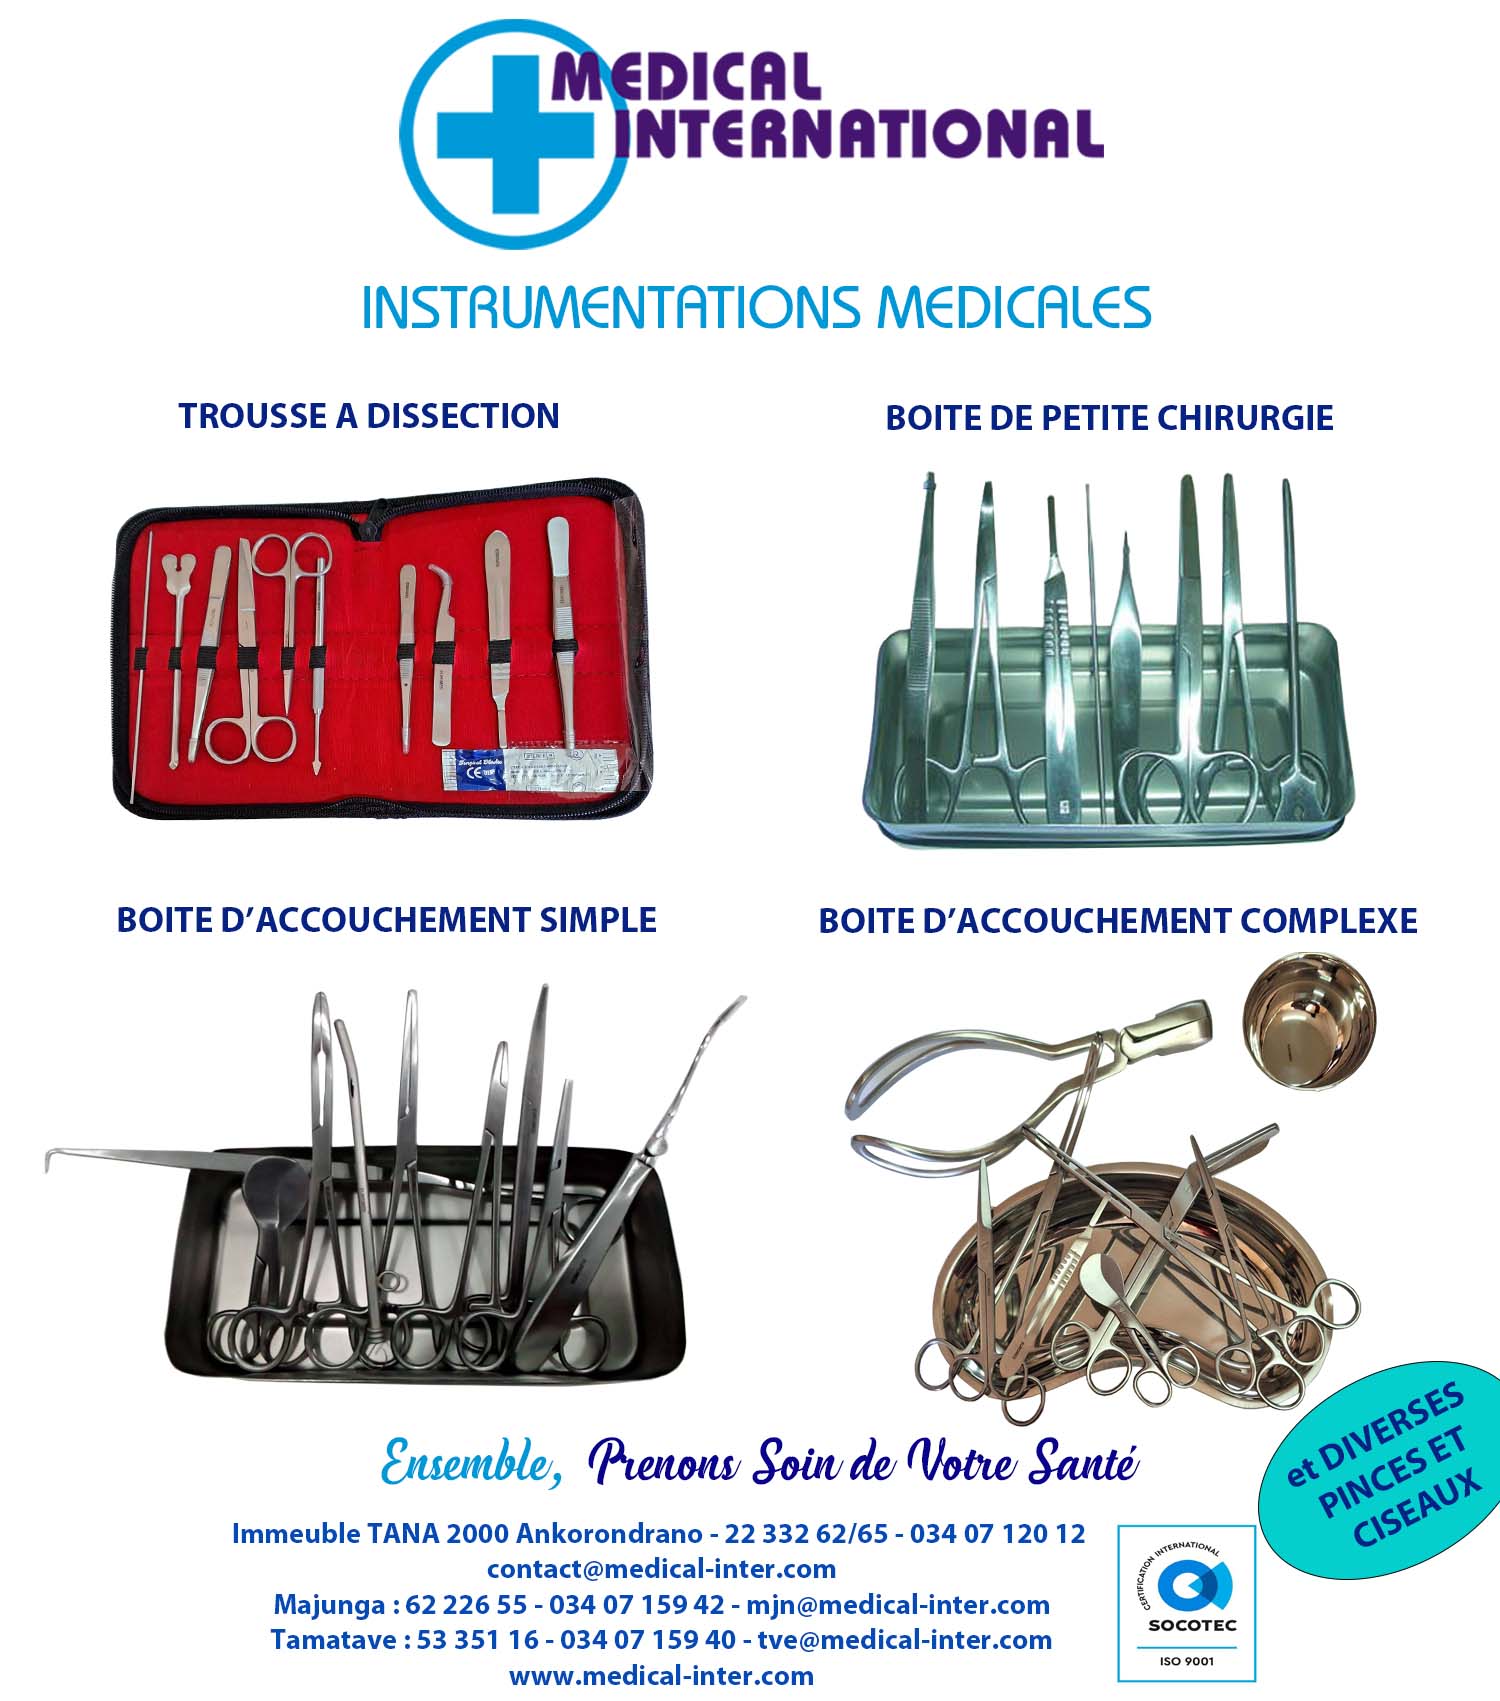 MEDICAL
INTERNATIONAL
INSTRUMENTATIONS MEDICALES
TROUSSE A DISSECTION
BOITE DE PETITE CHIRURGIE
Surgical Blades
CE
BOITE D’ACCOUCHEMENT SIMPLE
BOITE D’ACCOUCHEMENT COMPLEXE
et DIVERSES
PINCES ET
CISEAUX
Ensemble, Prenons Soin de Votre Santé
Immeuble TANA 2000 Ankorondrano - 22 332 62/65 - 034 07 120 12
contact@medical-inter.com
Majunga : 62 226 55 - 034 07 159 42 - mjn@medical-inter.com
Tamatave : 53 351 16 - 034 07 159 40 - tve@medical-inter.com
www.medical-inter.com
CERTIFICATION INTERNATIONAL
SOCOTEC
ISO 9001